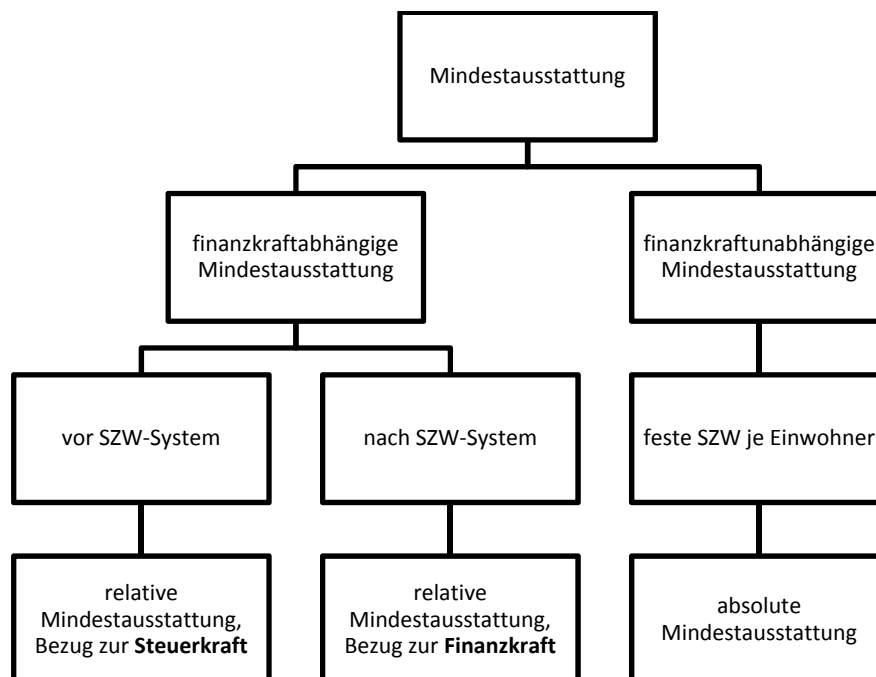 Mindestausstattung
finanzkraftabhängige
Mindestausstattung
finanzkraftunabhängige
Mindestausstattung
vor SZW-System
nach SZW-System
feste SZW je Einwohner
relative
Mindestausstattung,
Bezug zur Steuerkraft
relative
Mindestausstattung,
Bezug zur Finanzkraft
absolute
Mindestausstattung